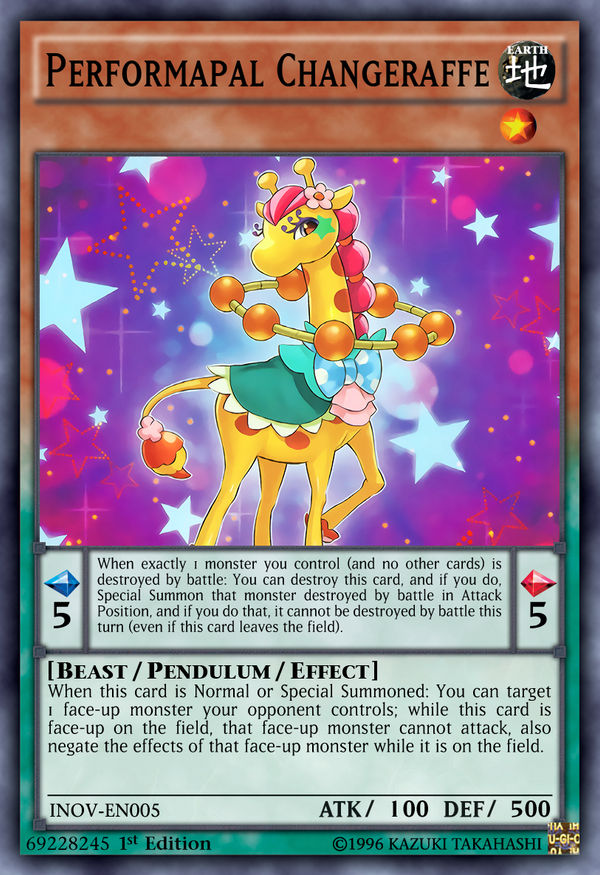 PERFORMAPAL CHANGERAFFE
EARTH
地
When exactly 1 monster you control (and no other cards) is
destroyed by battle: You can destroy this card, and if you do,
Special Summon that monster destroyed by battle in Attack
Position, and if you do that, it cannot be destroyed by battle this
turn (even if this card leaves the field).
5
5
[BEAST / PENDULUM / EFFECT]
When this card is Normal or Special Summoned: You can target
1 face-up monster your opponent controls; while this card is
face-up on the field, that face-up monster cannot attack, also
negate the effects of that face-up monster while it is on the field.
INOV-EN005
ATK/ 100 DEF/ 500
69228245 1st Edition
©1996 KAZUKI TAKAHASHI